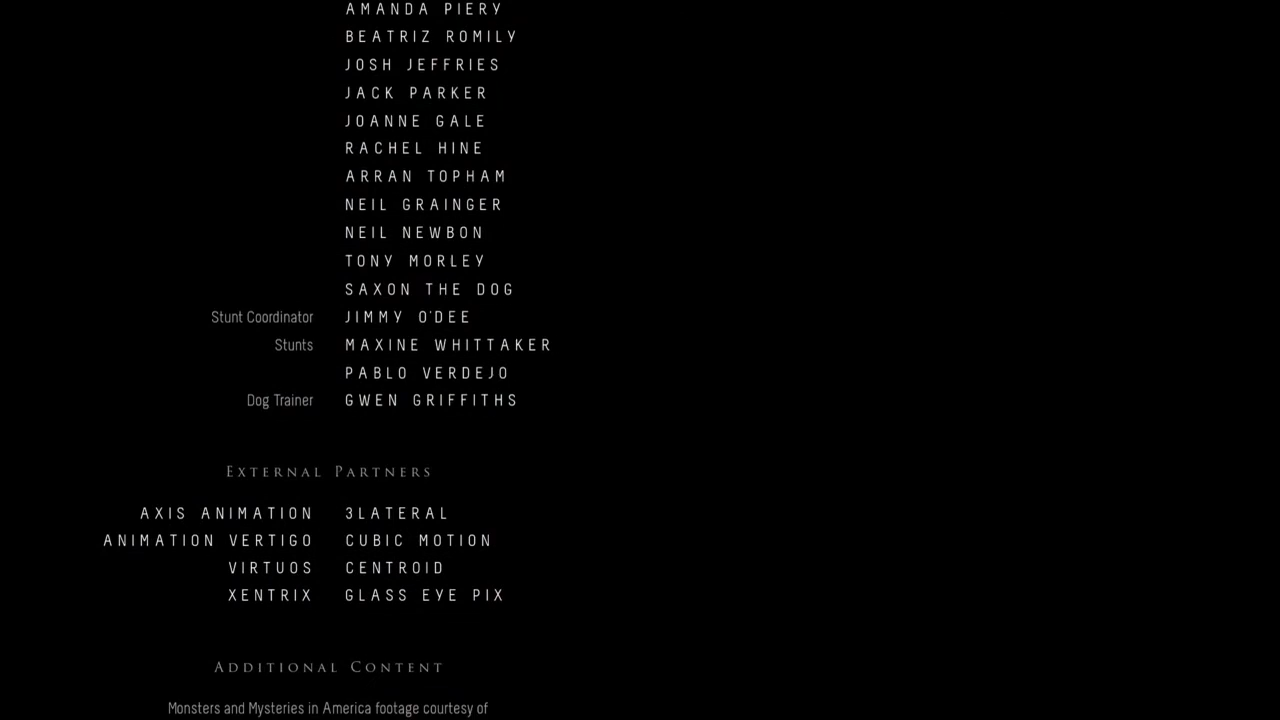 AMANDA PIERY
BEATRIZ ROMILY
JOSH JEFFRIES
JACK PARKER
JOANNE GALE
RACHEL HINE
ARRAN TOPHAM
NEIL GRAINGER
NEIL NEWBON
TONY MORLEY
SAXON THE DOG
Stunt Coordinator JIMMY O'DEE
Stunts MAXINE WHITTAKER
PABLO VERDEJO
Dog Trainer GWEN GRIFFITHS
EXTERNAL PARTNERS
AXIS ANIMATION 3LATERAL
ANIMATION VERTIGO CUBIC MOTION
VIRTUOS CENTROID
XENTRIX GLASS EYE PIX
ADDITIONAL CONTENT
Monsters and Mysteries in America footage courtesy of